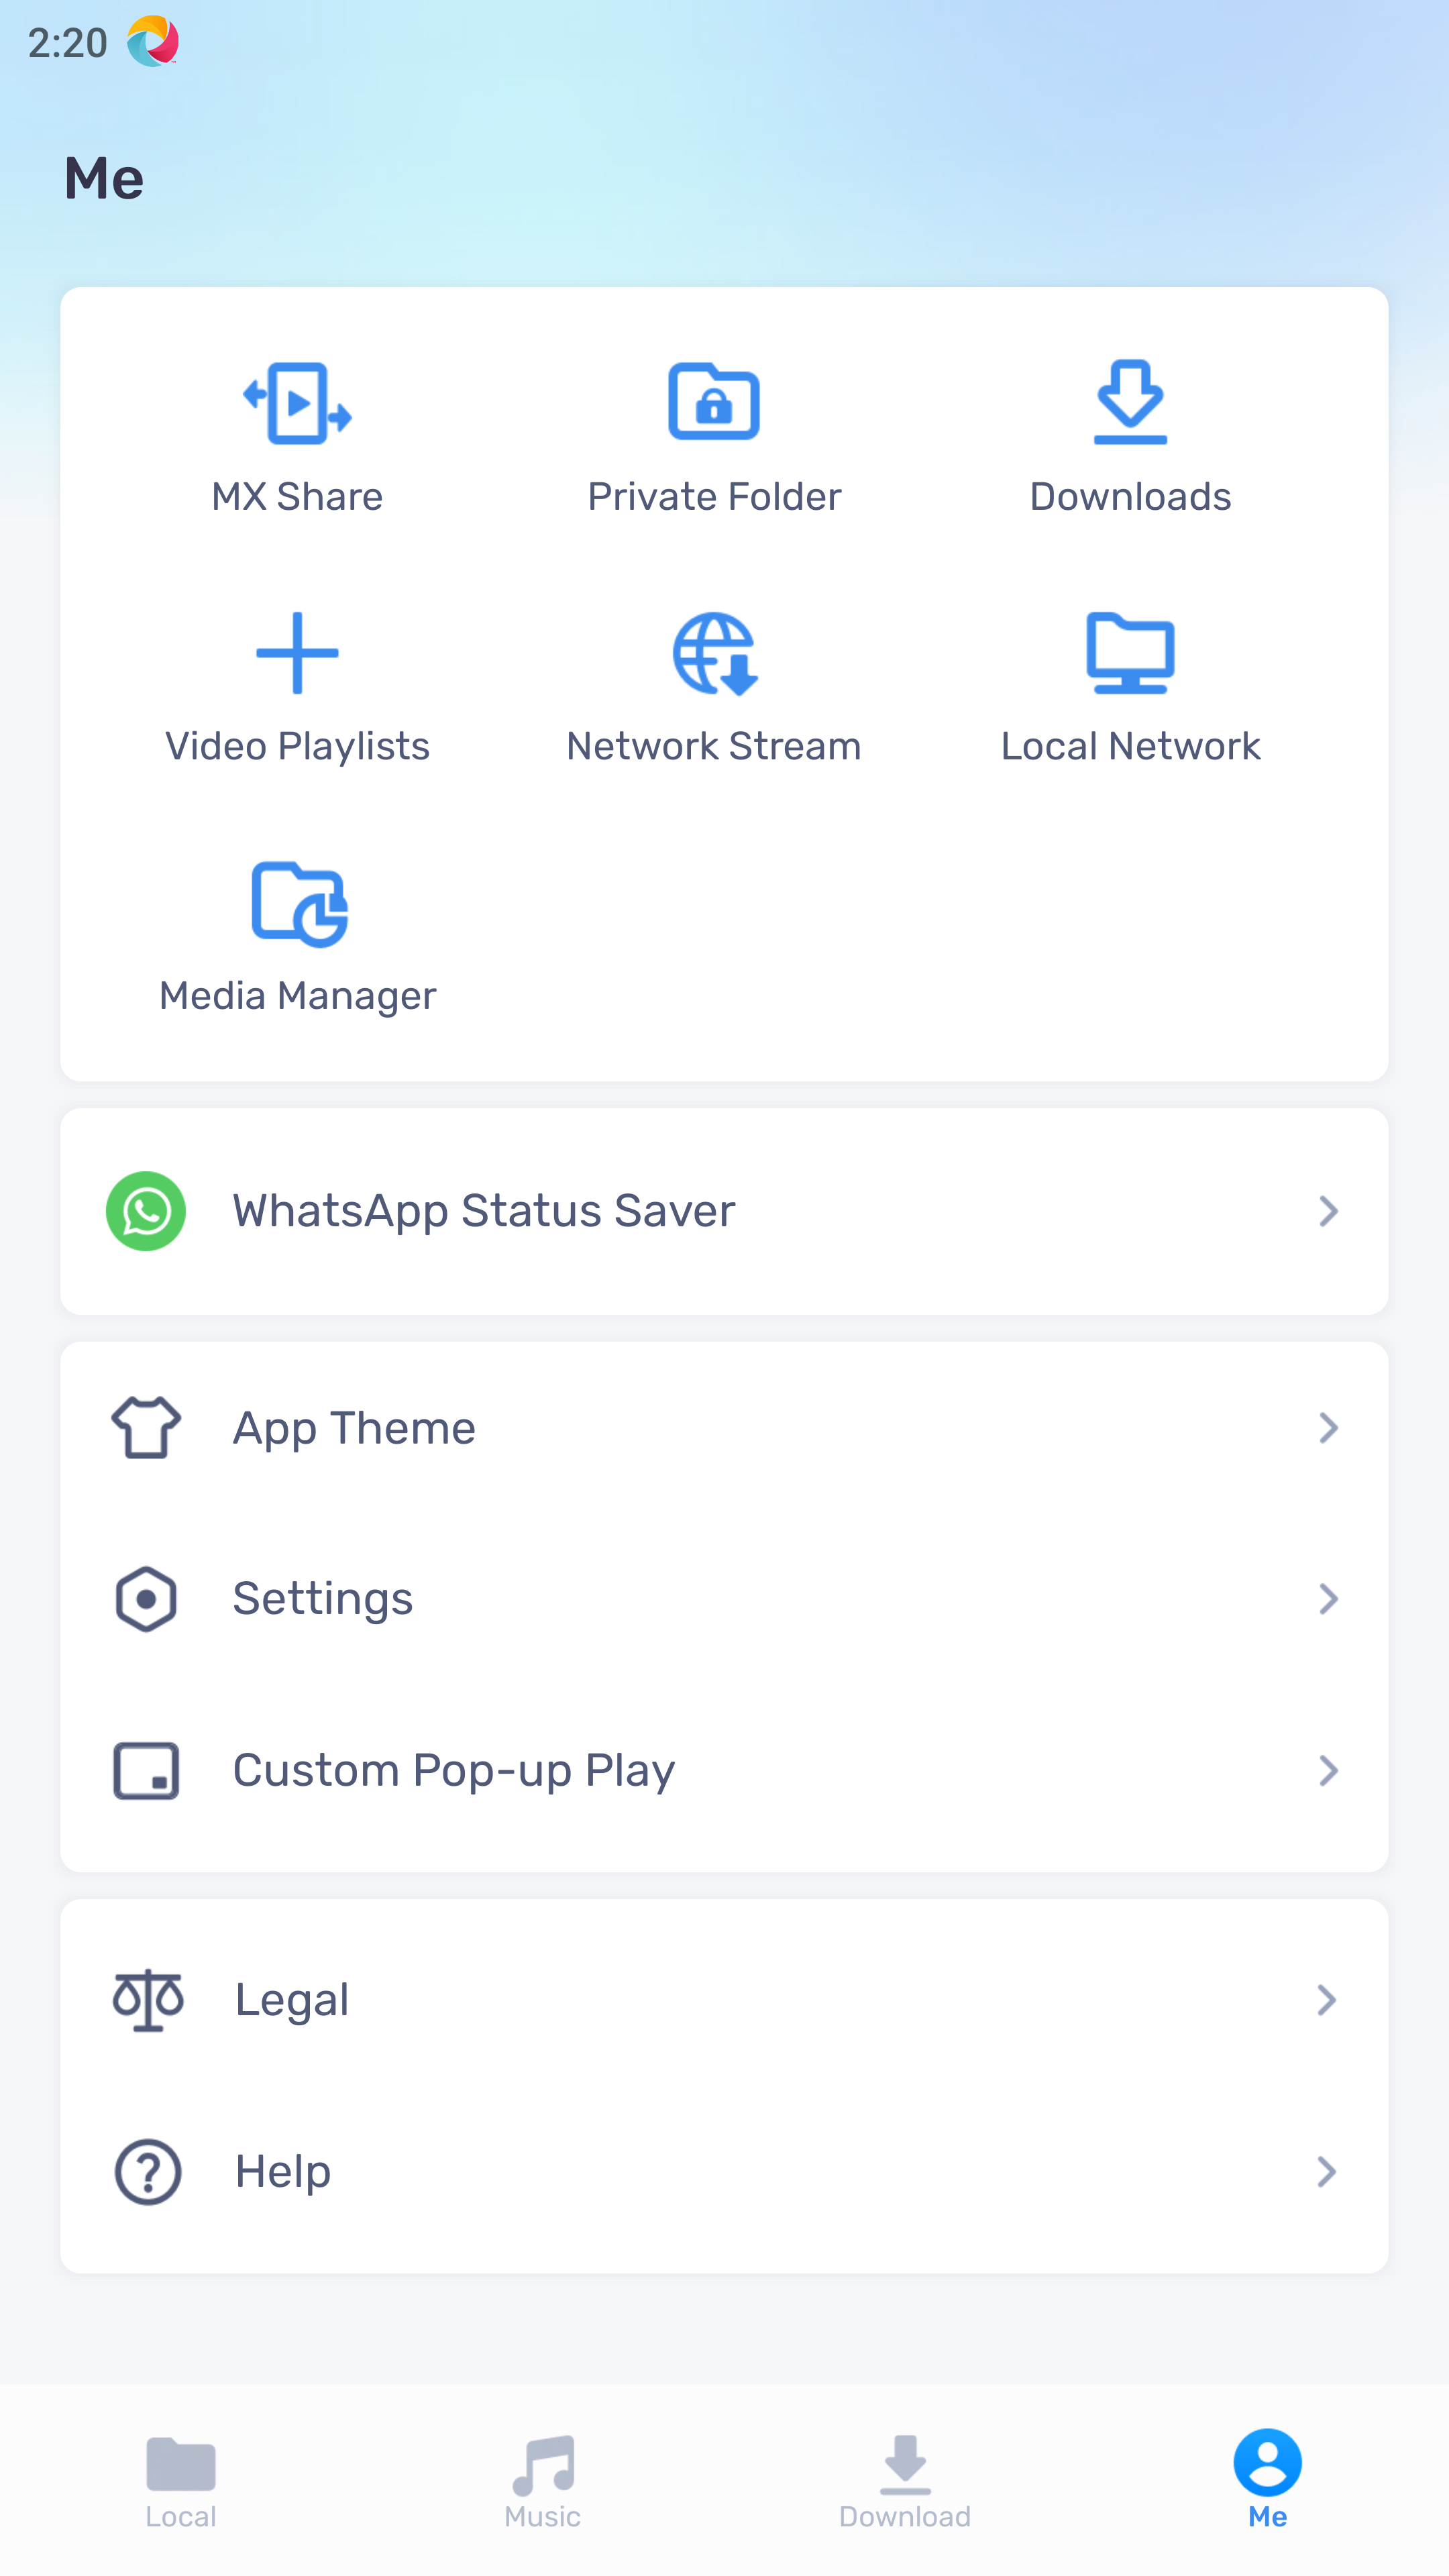 2:20
Me
MX Share
Private Folder
Downloads
Video Playlists
Network Stream
Local Network
Media Manager
WhatsApp Status Saver
App Theme
Settings
Custom Pop-up Play
Legal
Help
Local
Music
Download
Me